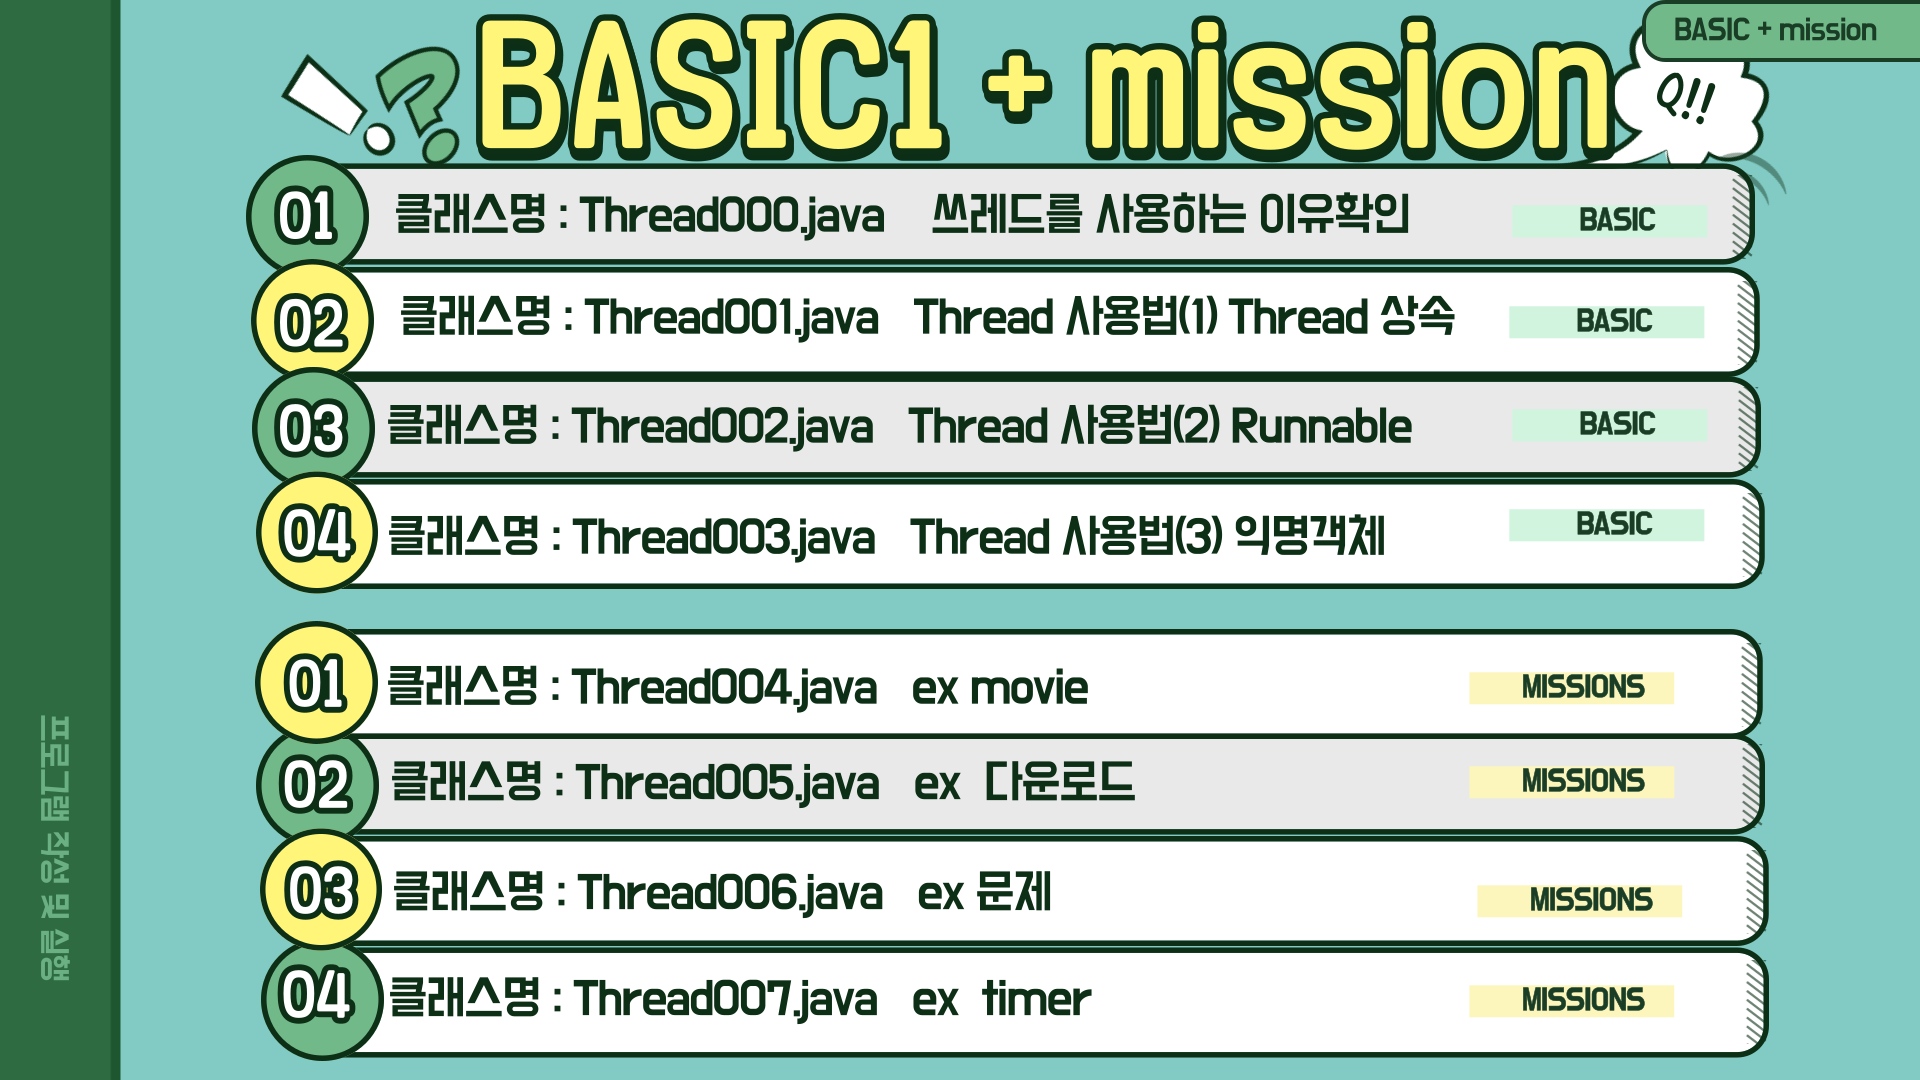 BASIC + mission
!?
BASIC1 + mission
Q!!
01 클래스명 : Thread000.java 쓰레드를 사용하는 이유확인 BASIC
02 클래스명 : Thread001.java Thread 사용법(1) Thread 상속 BASIC
03 클래스명 : Thread002.java Thread 사용법(2) Runnable BASIC
04 클래스명 : Thread003.java Thread 사용법(3) 익명객체 BASIC
01 클래스명 : Thread004.java ex movie MISSIONS
02 클래스명 : Thread005.java ex 다운로드 MISSIONS
03 클래스명 : Thread006.java ex 문제 MISSIONS
04 클래스명 : Thread007.java ex timer MISSIONS
프로그램 작성 및 실행